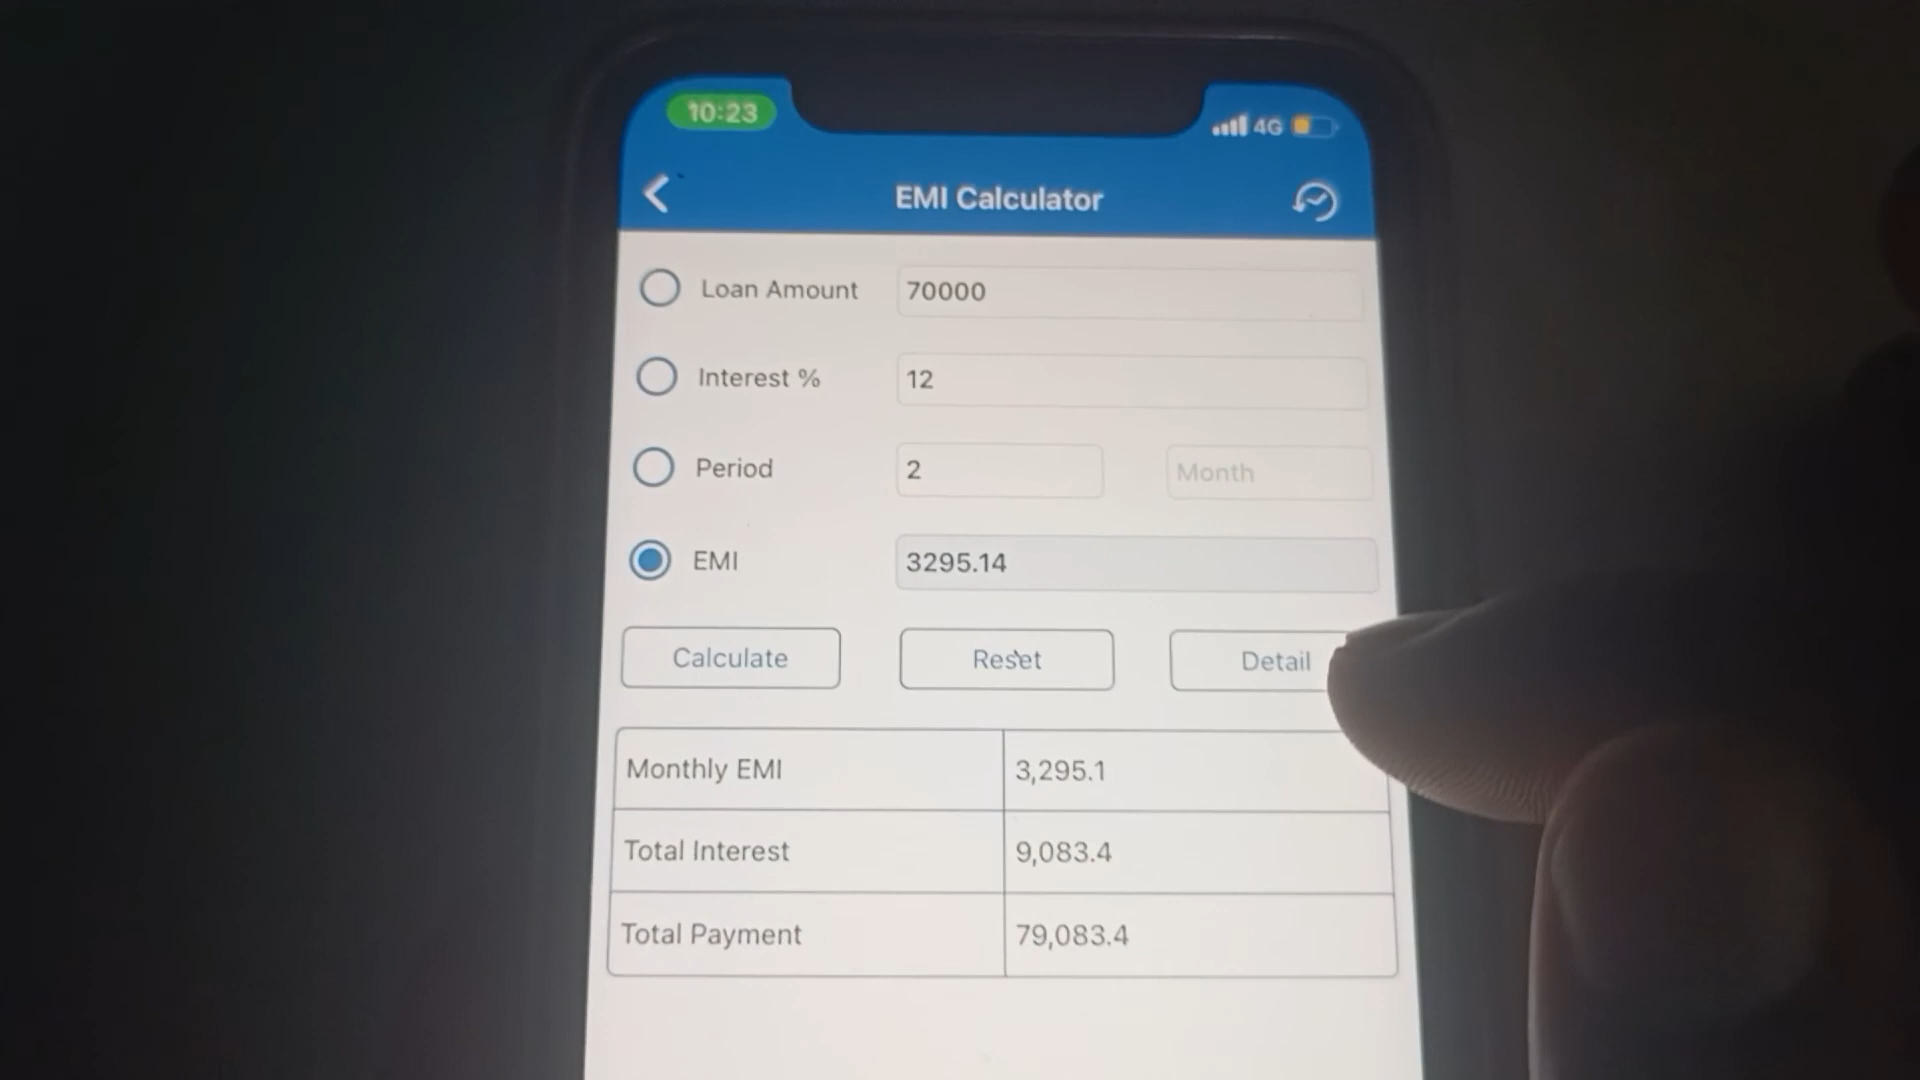 10:23
4G
EMI Calculator
Loan Amount 70000
Interest % 12
Period 2 Month
EMI 3295.14
Calculate Reset Detail
Monthly EMI 3,295.1
Total Interest 9,083.4
Total Payment 79,083.4